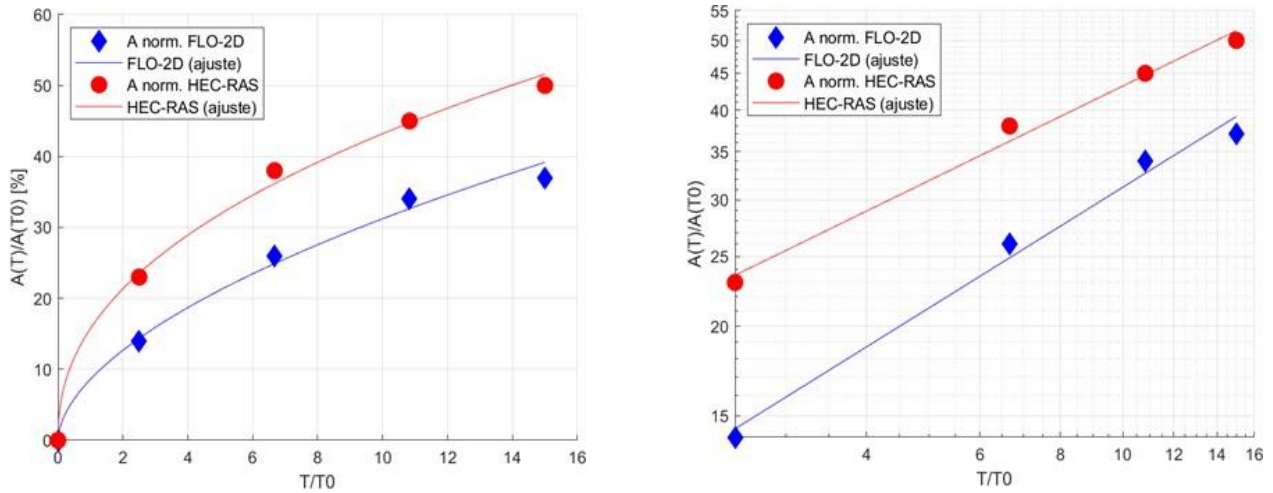 60
50
40
30
20
10
0
A(T)/A(T0) [%]
A norm. FLO-2D
FLO-2D (ajuste)
A norm. HEC-RAS
HEC-RAS (ajuste)
0 2 4 6 8 10 12 14 16
T/T0
55
50
45
40
35
30
25
20
15
A(T)/A(T0)
A norm. FLO-2D
FLO-2D (ajuste)
A norm. HEC-RAS
HEC-RAS (ajuste)
4 6 8 10 12 14 16
T/T0